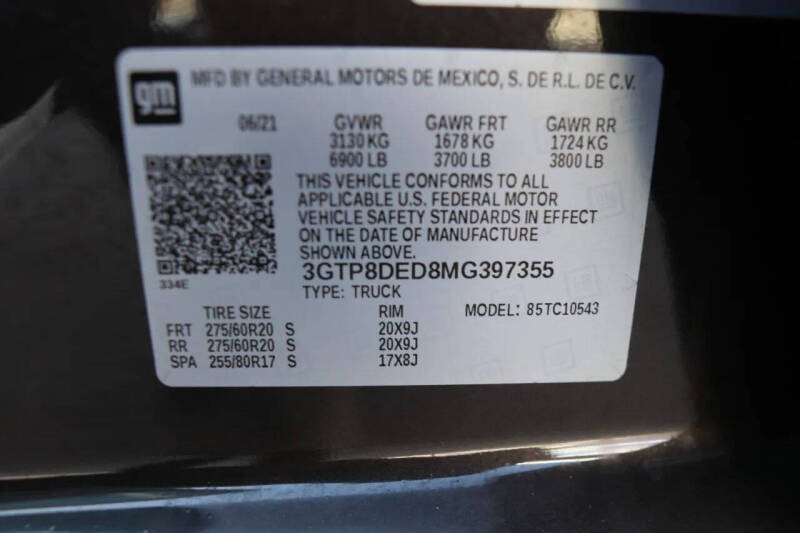 gm
MFD BY GENERAL MOTORS DE MEXICO, S. DE R.L. DE C.V.
06/21 GVWR GAWR FRT GAWR RR
3130 KG 1678 KG 1724 KG
6900 LB 3700 LB 3800 LB
THIS VEHICLE CONFORMS TO ALL
APPLICABLE U.S. FEDERAL MOTOR
VEHICLE SAFETY STANDARDS IN EFFECT
ON THE DATE OF MANUFACTURE
SHOWN ABOVE.
334E
3GTP8DED8MG397355
TYPE: TRUCK MODEL: 85TC10543
TIRE SIZE RIM
FRT 275/60R20 S 20X9J
RR 275/60R20 S 20X9J
SPA 255/80R17 S 17X8J